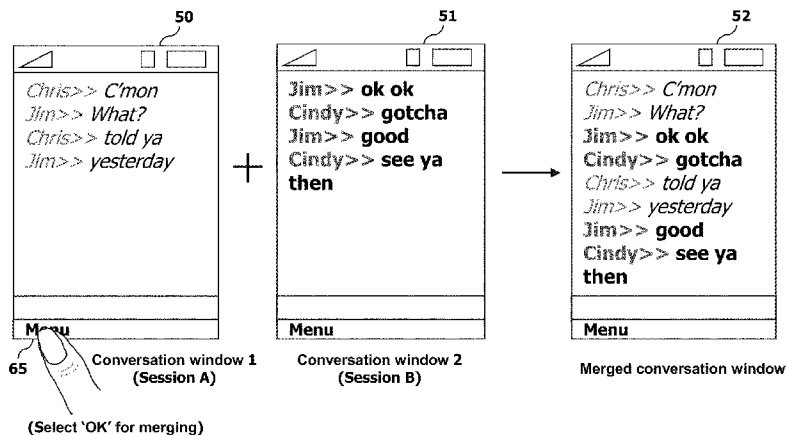 50
Chris>> C'mon
Jim>> What?
Chris>> told ya
Jim>> yesterday
Menu
65
Conversation window 1
(Session A)
(Select 'OK' for merging)
+
51
Jim>> ok ok
Cindy>> gotcha
Jim>> good
Cindy>> see ya
then
Menu
Conversation window 2
(Session B)
52
Chris>> C'mon
Jim>> What?
Jim>> ok ok
Cindy>> gotcha
Chris>> told ya
Jim>> yesterday
Jim>> good
Cindy>> see ya
then
Menu
Merged conversation window